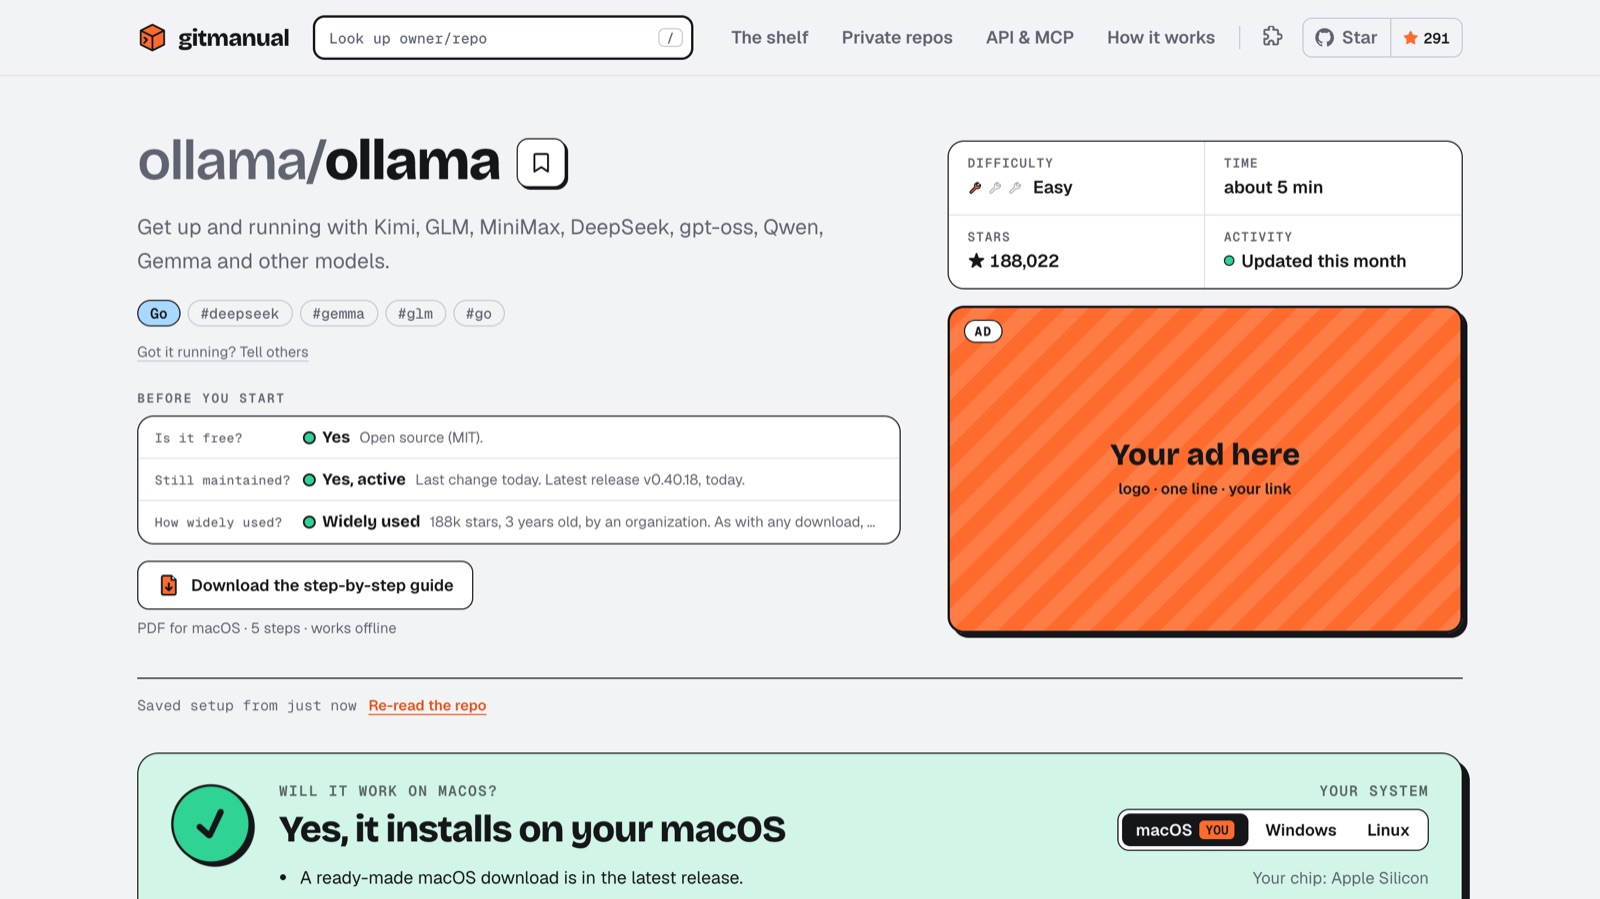 gitmanual
Look up owner/repo
/
The shelf
Private repos
API & MCP
How it works
Star
291
ollama/ollama
Get up and running with Kimi, GLM, MiniMax, DeepSeek, gpt-oss, Qwen,
Gemma and other models.
Go
#deepseek
#gemma
#glm
#go
Got it running? Tell others
BEFORE YOU START
Is it free? Yes Open source (MIT).
Still maintained? Yes, active Last change today. Latest release v0.40.18, today.
How widely used? Widely used 188k stars, 3 years old, by an organization. As with any download, ...
Download the step-by-step guide
PDF for macOS · 5 steps · works offline
DIFFICULTY
Easy
TIME
about 5 min
STARS
188,022
ACTIVITY
Updated this month
AD
Your ad here
logo · one line · your link
Saved setup from just now Re-read the repo
WILL IT WORK ON MACOS?
Yes, it installs on your macOS
• A ready-made macOS download is in the latest release.
YOUR SYSTEM
macOS YOU
Windows
Linux
Your chip: Apple Silicon